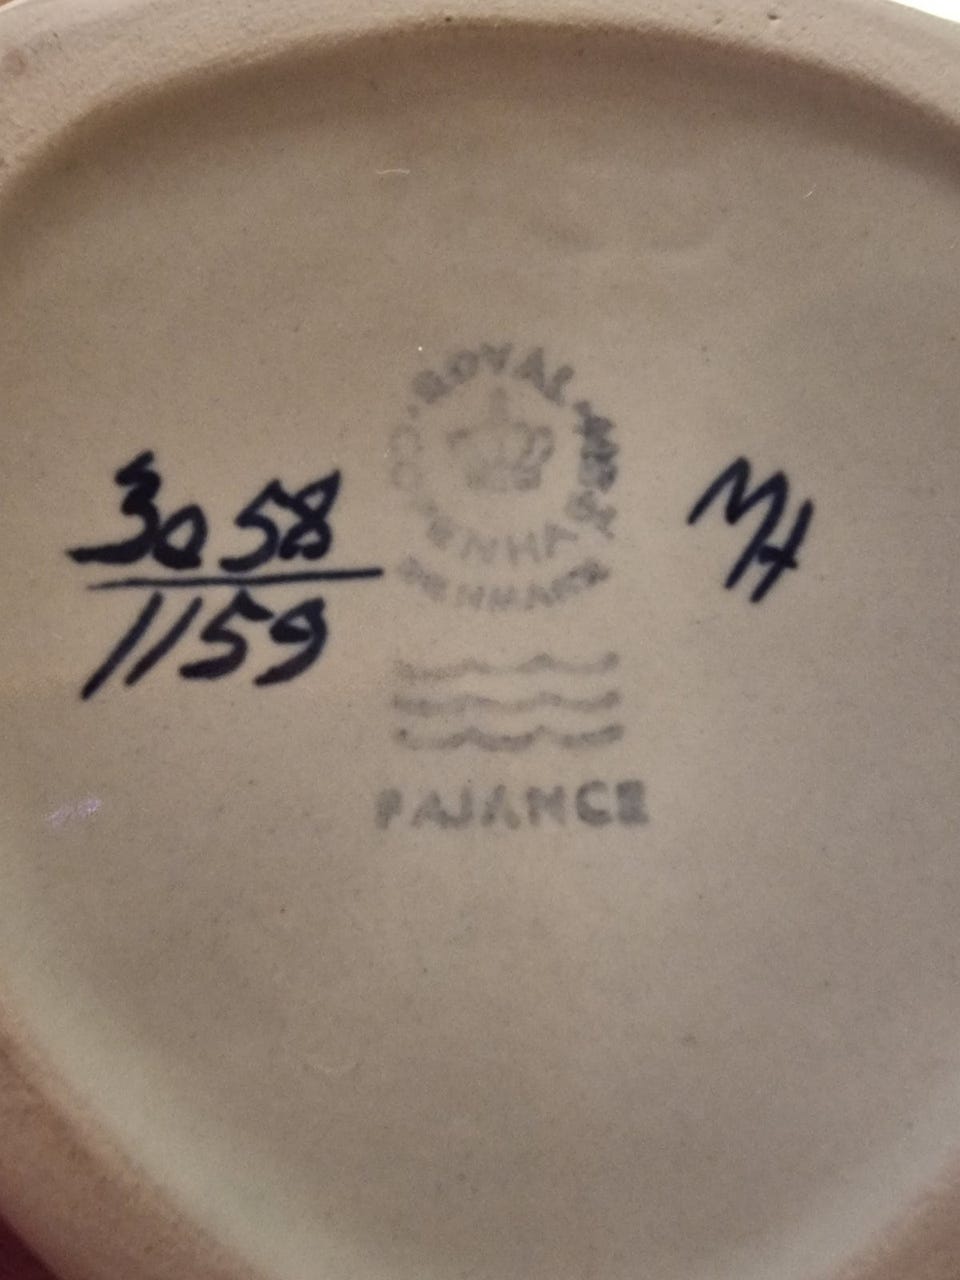 ROYAL COPENHAGEN
DENMARK
3058
1159
MH
FAJANCE